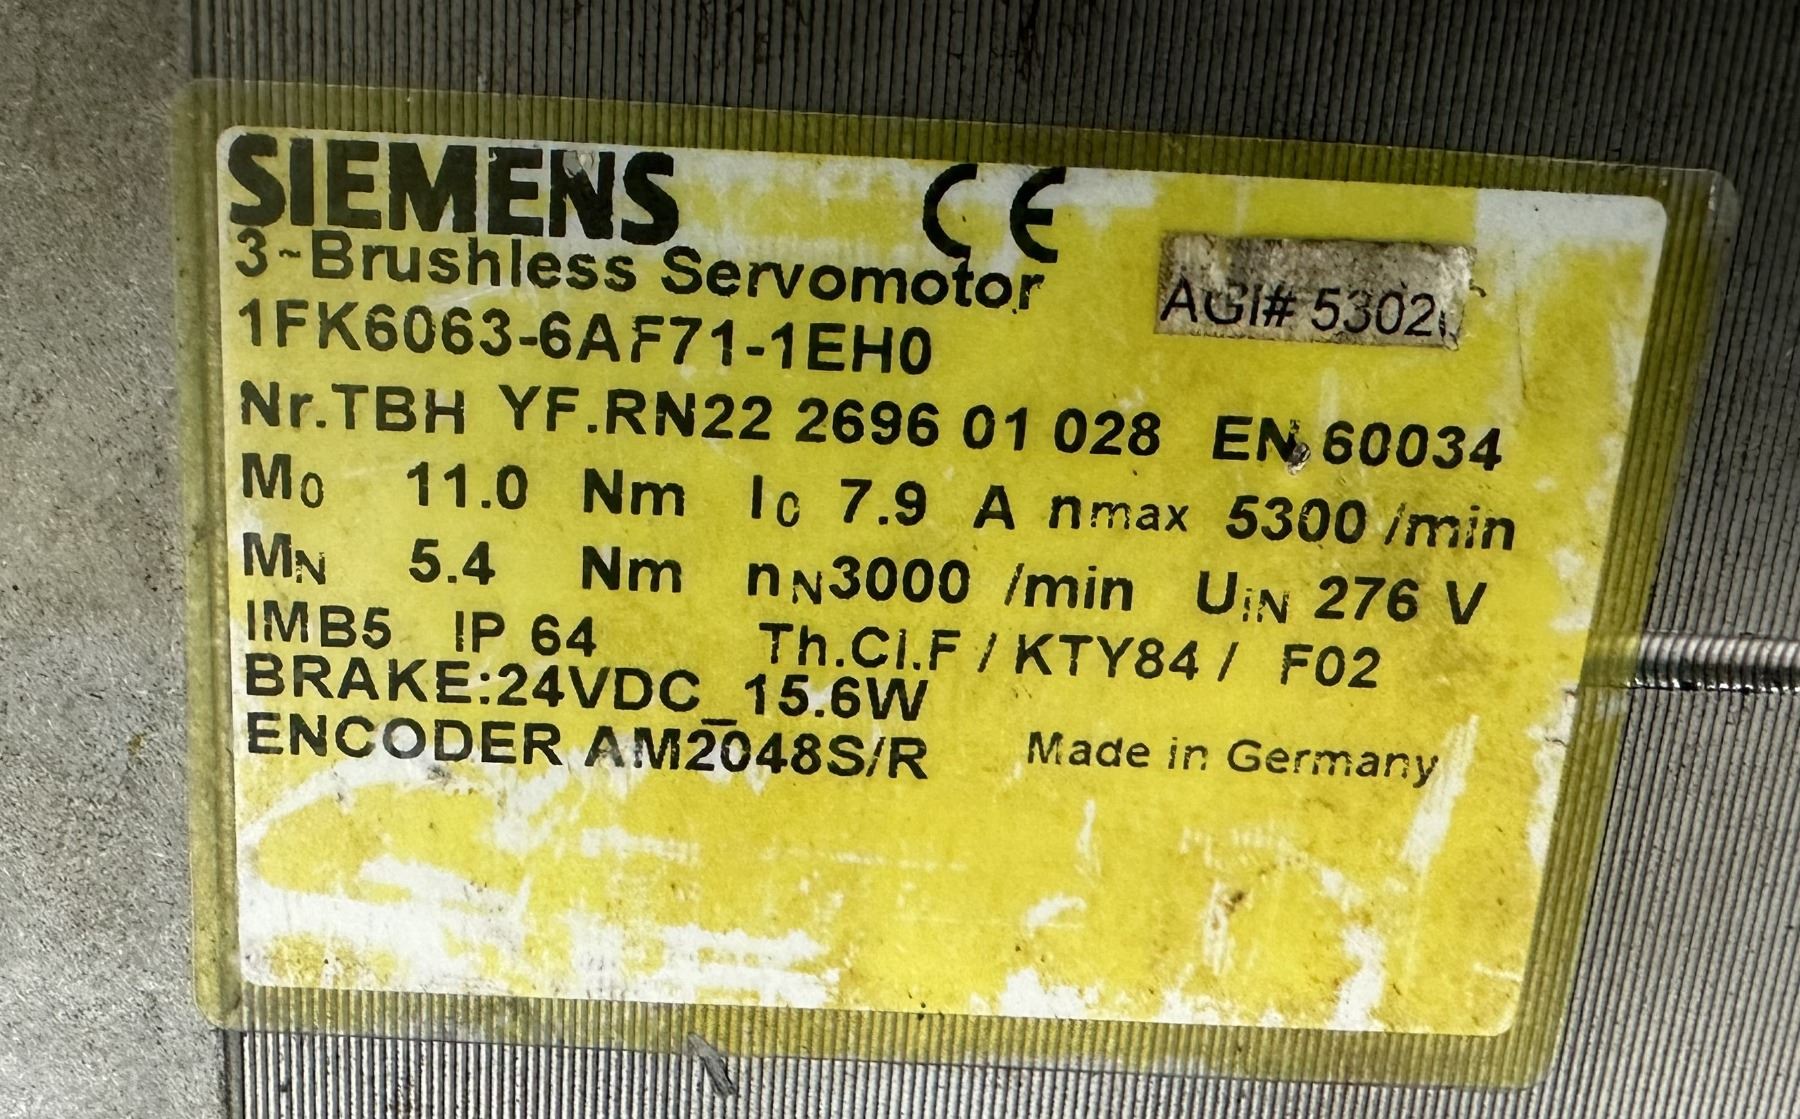 SIEMENS CE
3~Brushless Servomotor
1FK6063-6AF71-1EH0
AGI#
Nr.TBH YF.RN22 2696 01 028 EN 60034
M0 11.0 Nm I0 7.9 A nmax 5300 /min
MN 5.4 Nm nN3000 /min UIN 276 V
IMB5 IP 64 Th.Cl.F / KTY84 / F02
BRAKE:24VDC_15.6W
ENCODER AM2048S/R Made in Germany